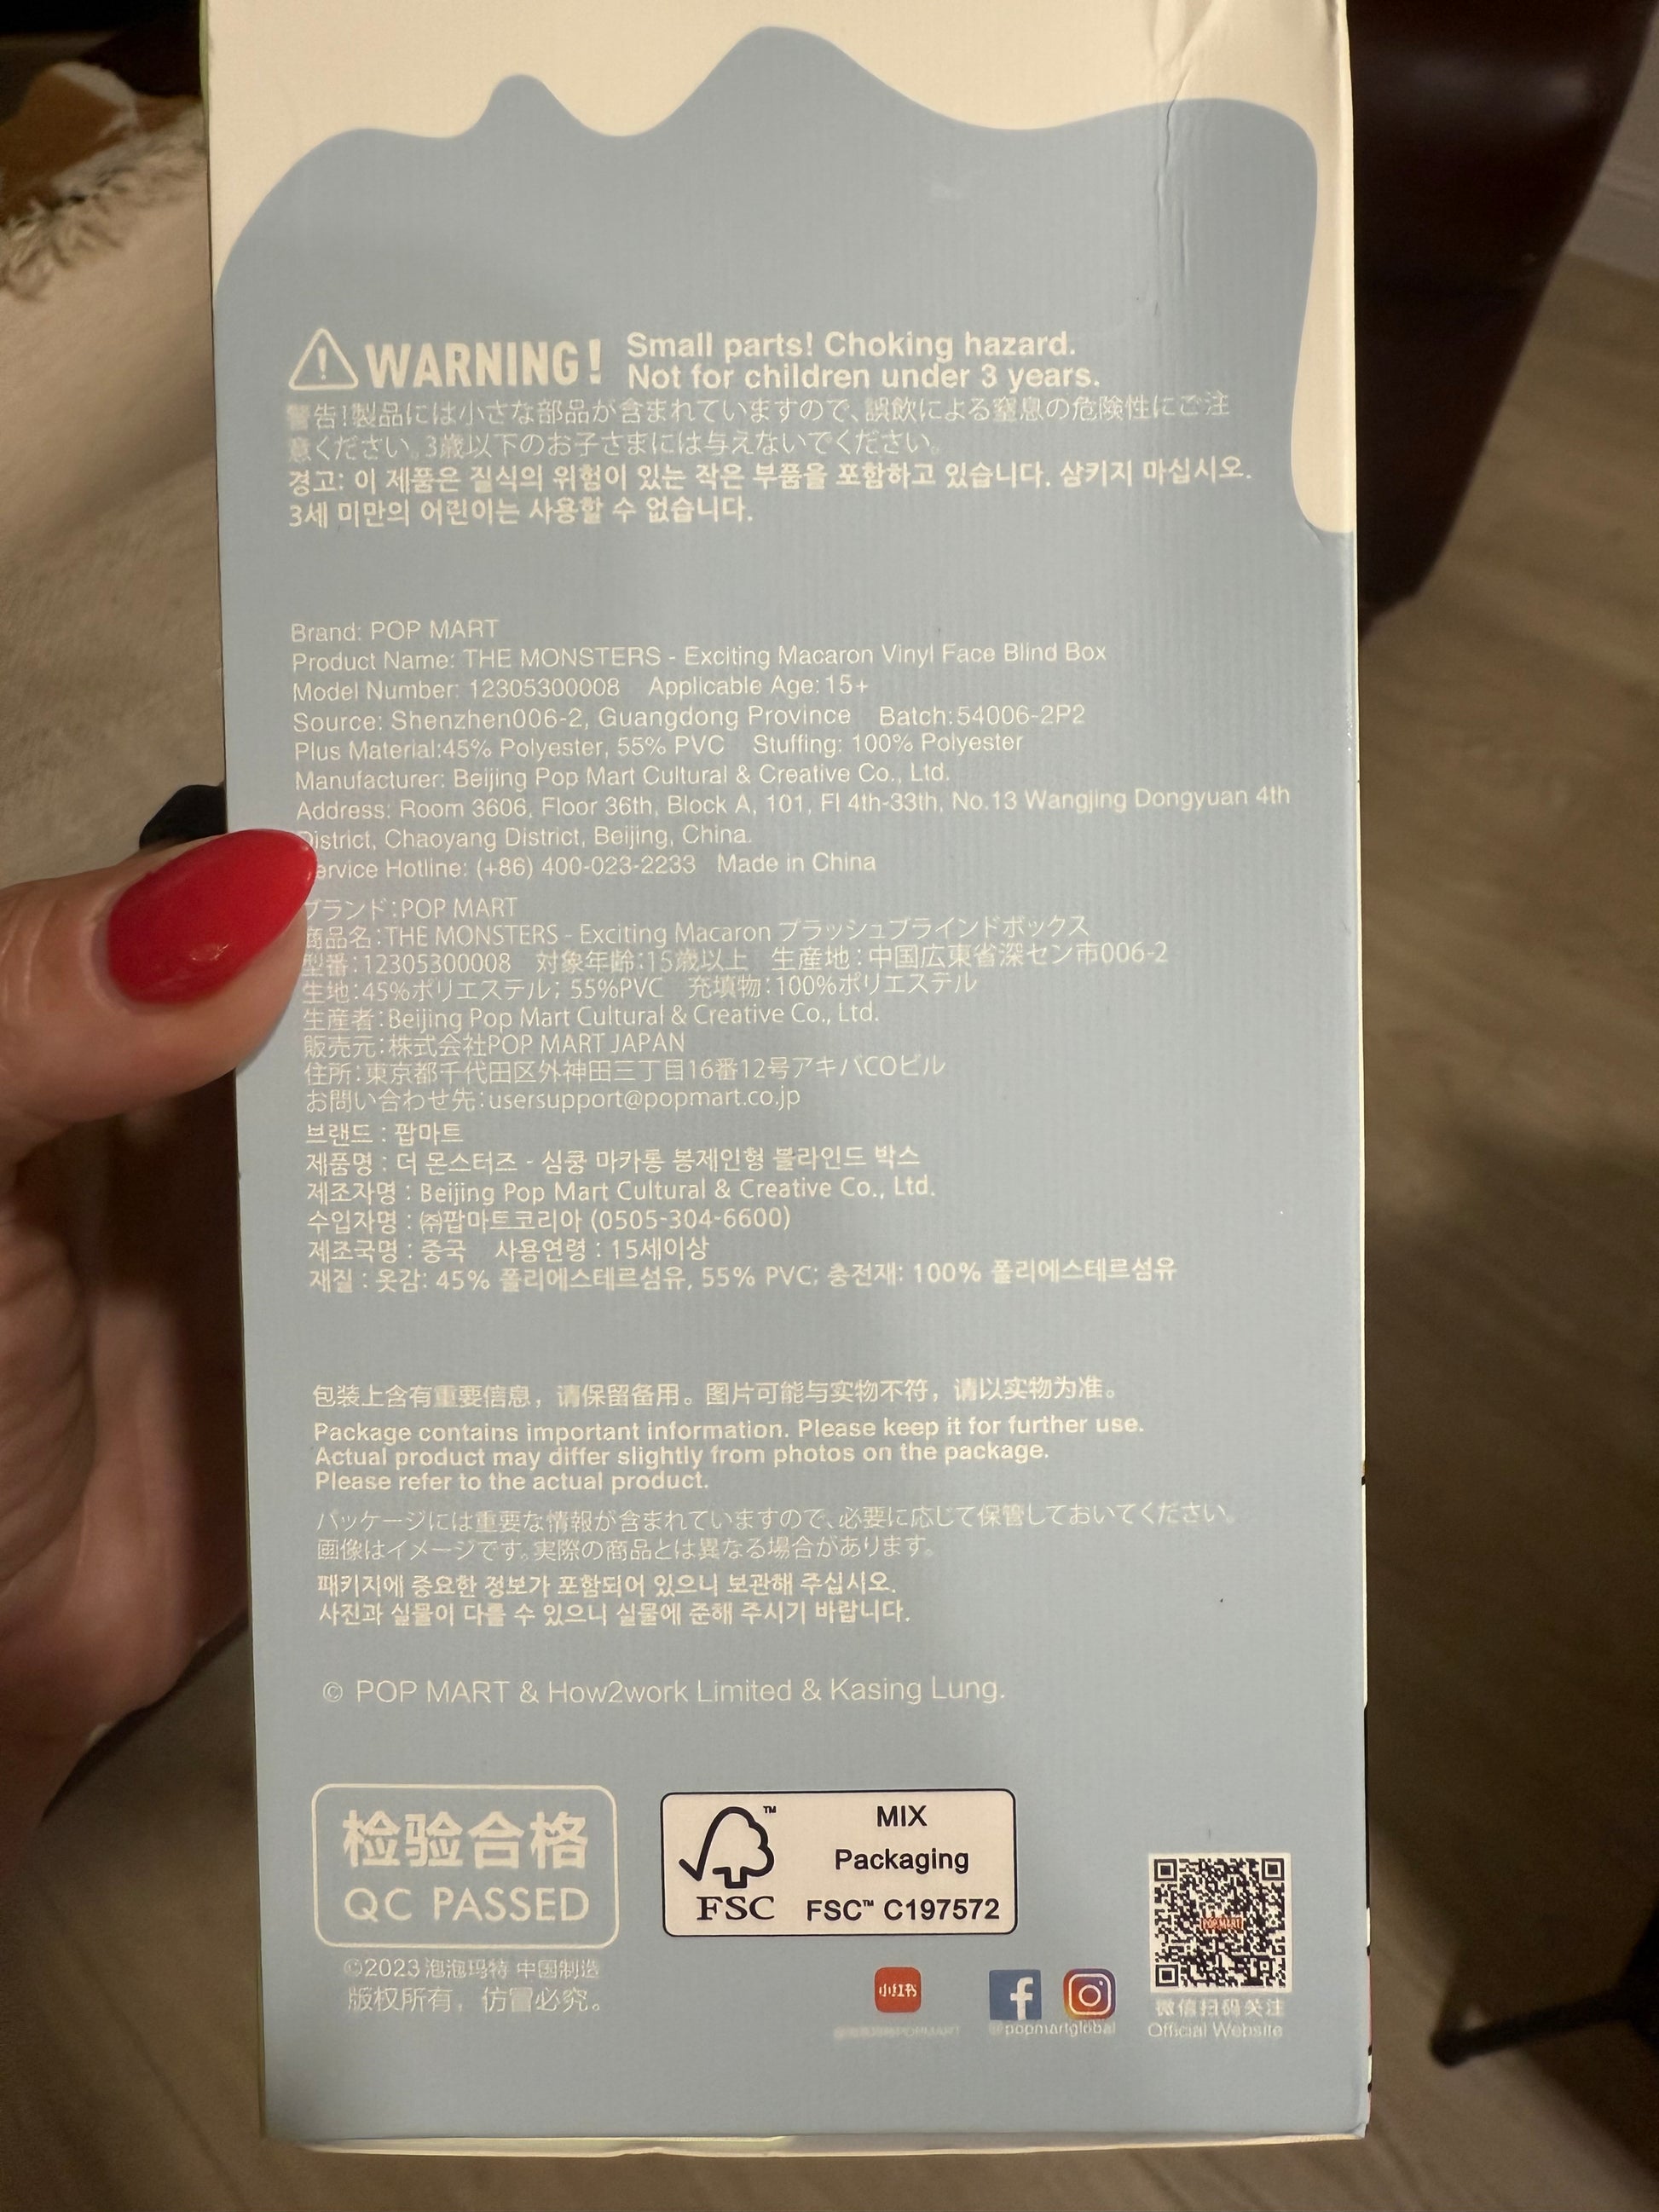 WARNING! Small parts! Choking hazard.
Not for children under 3 years.
警告!製品には小さな部品が含まれていますので、誤飲による窒息の危険性にご注
意ください。3歳以下のお子さまには与えないでください。
경고: 이 제품은 질식의 위험이 있는 작은 부품을 포함하고 있습니다. 삼키지 마십시오.
3세 미만의 어린이는 사용할 수 없습니다.
Brand: POP MART
Product Name: THE MONSTERS - Exciting Macaron Vinyl Face Blind Box
Model Number: 12305300008 Applicable Age: 15+
Source: Shenzhen006-2, Guangdong Province Batch:54006-2P2
Plus Material:45% Polyester, 55% PVC Stuffing: 100% Polyester
Manufacturer: Beijing Pop Mart Cultural & Creative Co., Ltd.
Address: Room 3606, Floor 36th, Block A, 101, Fl 4th-33th, No.13 Wangjing Dongyuan 4th
District, Chaoyang District, Beijing, China.
ervice Hotline: (+86) 400-023-2233 Made in China
ブランド:POP MART
商品名:THE MONSTERS - Exciting Macaron プラッシュブラインドボックス
型番:12305300008 対象年齢:15歳以上 生産地:中国広東省深セン市006-2
生地:45%ポリエステル; 55%PVC 充填物:100%ポリエステル
生産者:Beijing Pop Mart Cultural & Creative Co., Ltd.
販売元:株式会社POP MART JAPAN
住所:東京都千代田区外神田三丁目16番12号アキバCOビル
お問い合わせ先:usersupport@popmart.co.jp
브랜드 : 팝마트
제품명 : 더 몬스터즈 - 심쿵 마카롱 봉제인형 블라인드 박스
제조자명 : Beijing Pop Mart Cultural & Creative Co., Ltd.
수입자명 : ㈜팝마트코리아 (0505-304-6600)
제조국명 : 중국 사용연령 : 15세이상
재질 : 옷감: 45% 폴리에스테르섬유, 55% PVC; 충전재: 100% 폴리에스테르섬유
包装上含有重要信息，请保留备用。图片可能与实物不符，请以实物为准。
Package contains important information. Please keep it for further use.
Actual product may differ slightly from photos on the package.
Please refer to the actual product.
パッケージには重要な情報が含まれていますので、必要に応じて保管しておいてください。
画像はイメージです。実際の商品とは異なる場合があります。
패키지에 중요한 정보가 포함되어 있으니 보관해 주십시오.
사진과 실물이 다를 수 있으니 실물에 준해 주시기 바랍니다.
© POP MART & How2work Limited & Kasing Lung.
检验合格
QC PASSED
FSC™
MIX
Packaging
FSC™ C197572
POP MART
©2023 泡泡玛特 中国制造
版权所有，仿冒必究。
小红书
@popmartglobal
微信扫码关注
Official Website